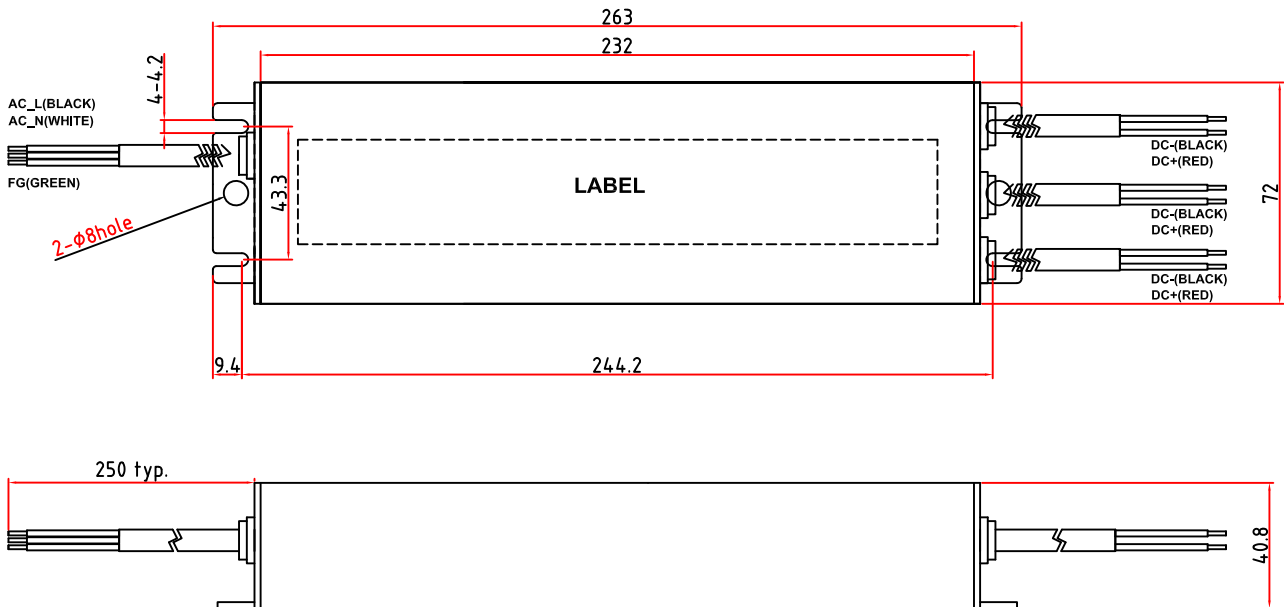 263
232
4-4.2
AC_L(BLACK)
AC_N(WHITE)
FG(GREEN)
2-Φ8hole
43.3
LABEL
DC-(BLACK)
DC+(RED)
72
DC-(BLACK)
DC+(RED)
DC-(BLACK)
DC+(RED)
9.4
244.2
250 typ.
40.8